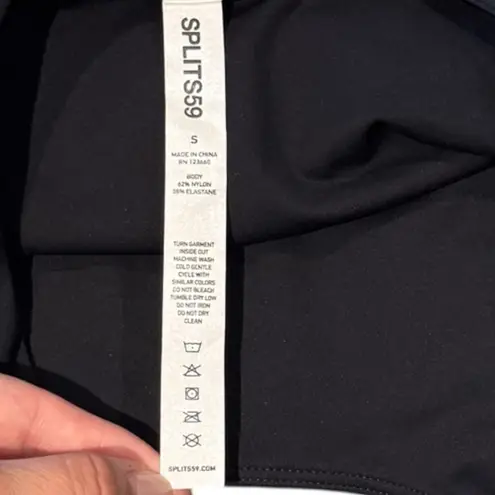 SPLITS59
S
MADE IN CHINA
RN 123660
BODY
62% NYLON
38% ELASTANE
TURN GARMENT
INSIDE OUT
MACHINE WASH
COLD GENTLE
CYCLE WITH
SIMILAR COLORS
DO NOT BLEACH
TUMBLE DRY LOW
DO NOT IRON
DO NOT DRY
CLEAN
SPLITS59.COM